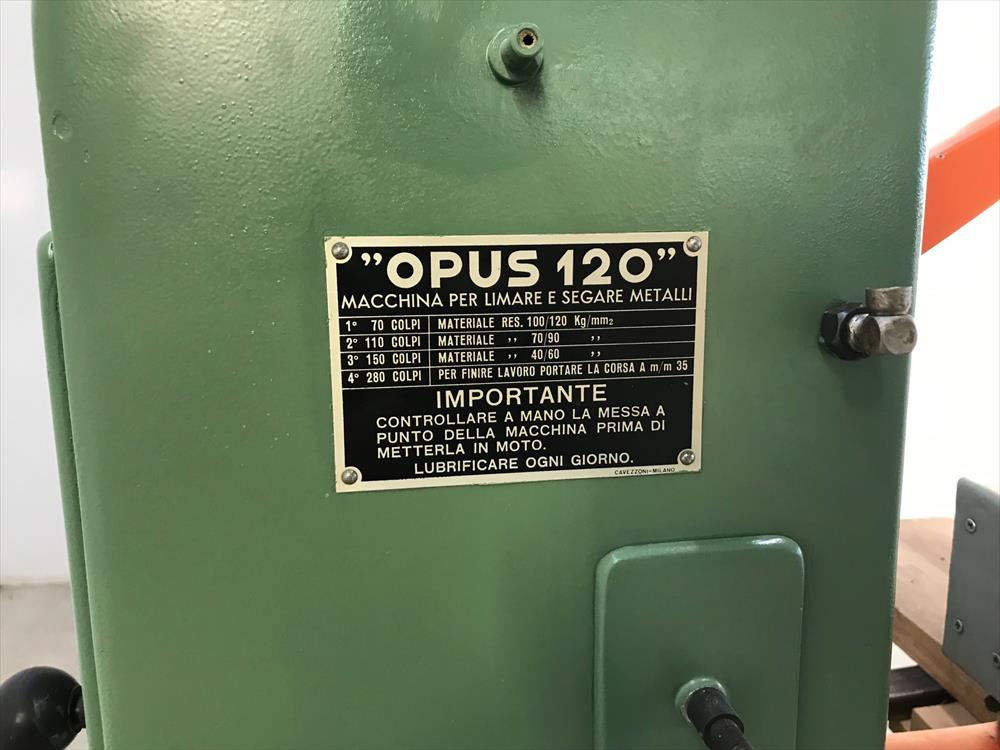 "OPUS 120"
MACCHINA PER LIMARE E SEGARE METALLI
1° 70 COLPI MATERIALE RES. 100/120 Kg/mm2
2° 110 COLPI MATERIALE ,, 70/90 ,,
3° 150 COLPI MATERIALE ,, 40/60 ,,
4° 280 COLPI PER FINIRE LAVORO PORTARE LA CORSA A m/m 35
IMPORTANTE
CONTROLLARE A MANO LA MESSA A
PUNTO DELLA MACCHINA PRIMA DI
METTERLA IN MOTO.
LUBRIFICARE OGNI GIORNO.
CAVEZZONI-MILANO